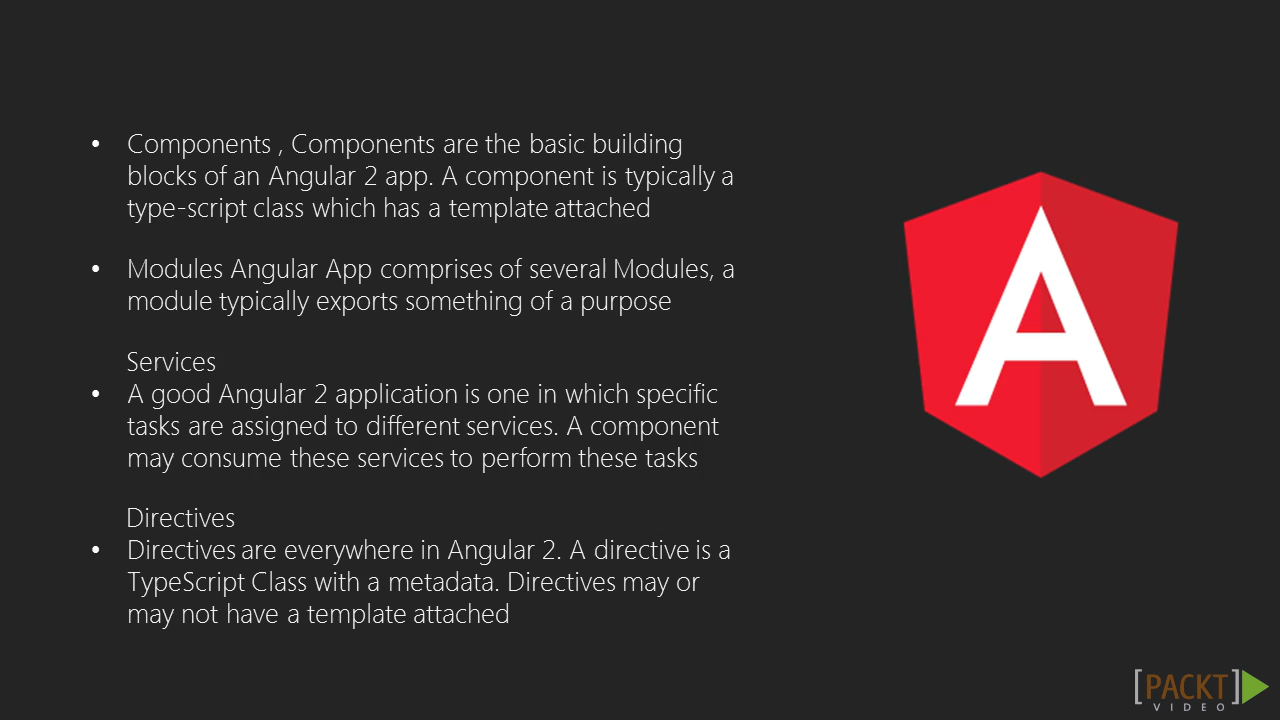 • Components , Components are the basic building
blocks of an Angular 2 app. A component is typically a
type-script class which has a template attached
• Modules Angular App comprises of several Modules, a
module typically exports something of a purpose
Services
• A good Angular 2 application is one in which specific
tasks are assigned to different services. A component
may consume these services to perform these tasks
Directives
• Directives are everywhere in Angular 2. A directive is a
TypeScript Class with a metadata. Directives may or
may not have a template attached
A
[PACKT]
VIDEO